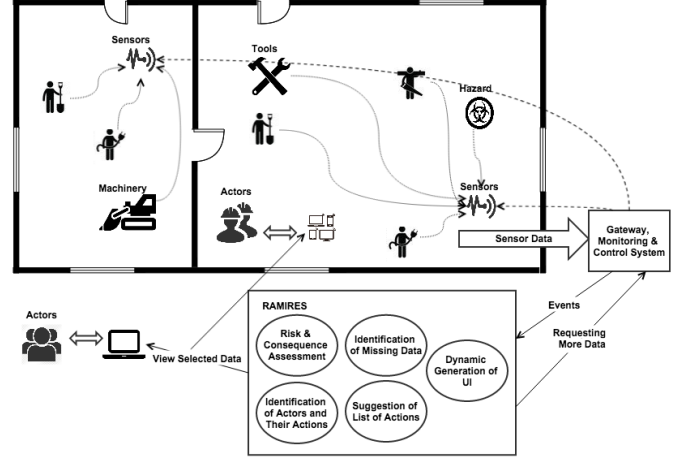 Sensors
Tools
Hazard
Machinery
Actors
Sensors
Sensor Data
Gateway,
Monitoring &
Control System
Actors
View Selected Data
Events
Requesting
More Data
RAMIRES
Risk &
Consequence
Assessment
Identification
of Missing Data
Dynamic
Generation of
UI
Identification
of Actors and
Their Actions
Suggestion of
List of Actions